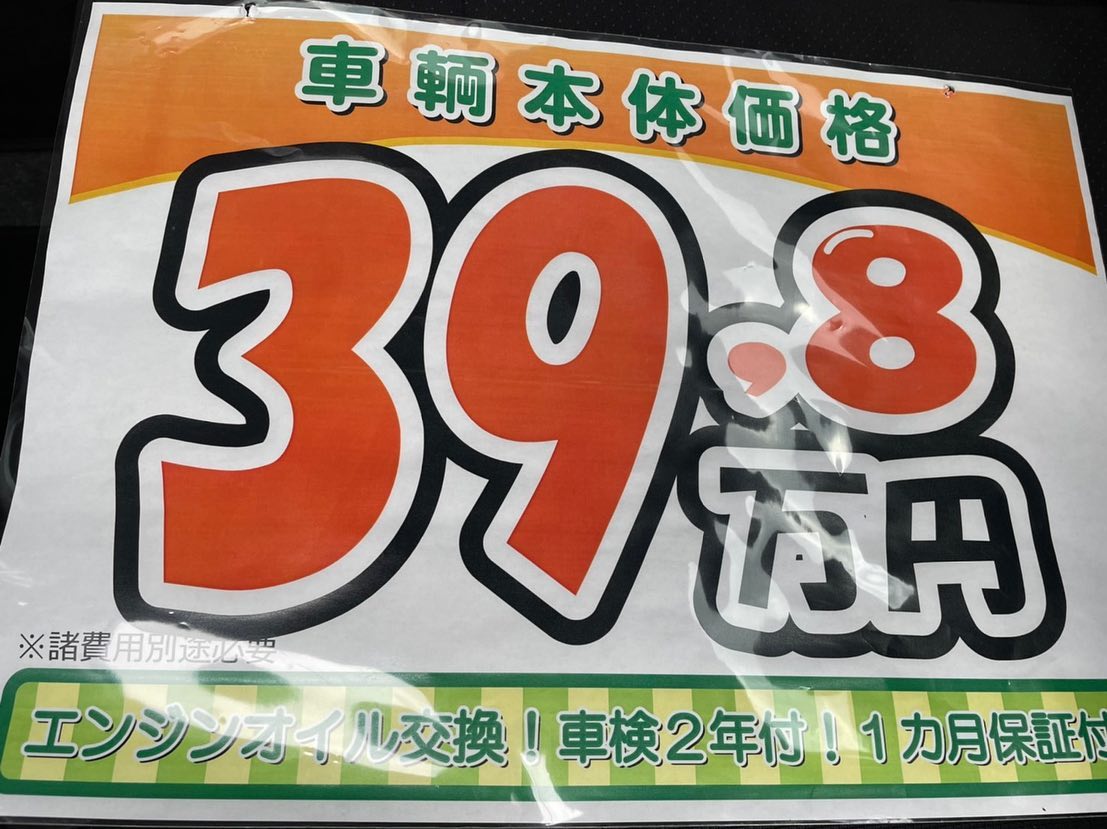 車輌本体価格
39.8
万円
※諸費用別途必要
エンジンオイル交換！車検２年付！１カ月保証付